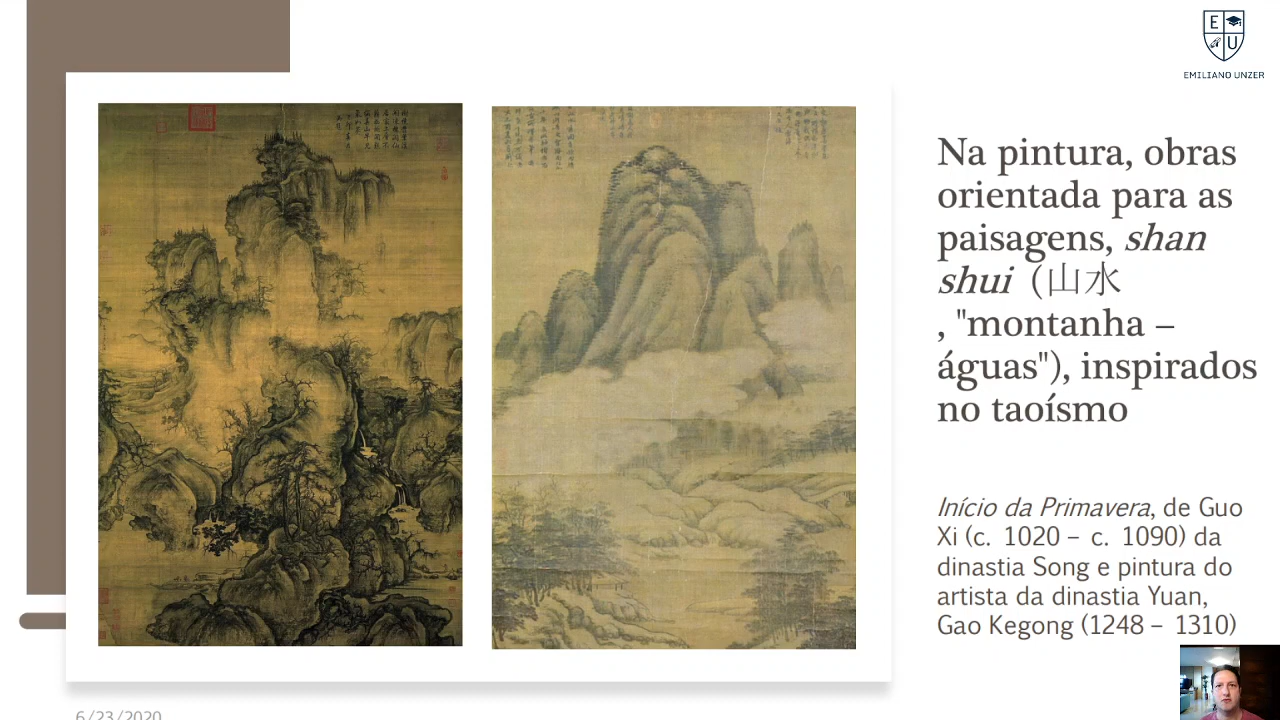 E
U
EMILIANO UNZER
Na pintura, obras
orientada para as
paisagens, shan
shui (山水
, "montanha –
águas"), inspirados
no taoísmo
Início da Primavera, de Guo
Xi (c. 1020 – c. 1090) da
dinastia Song e pintura do
artista da dinastia Yuan,
Gao Kegong (1248 – 1310)
6/23/2020